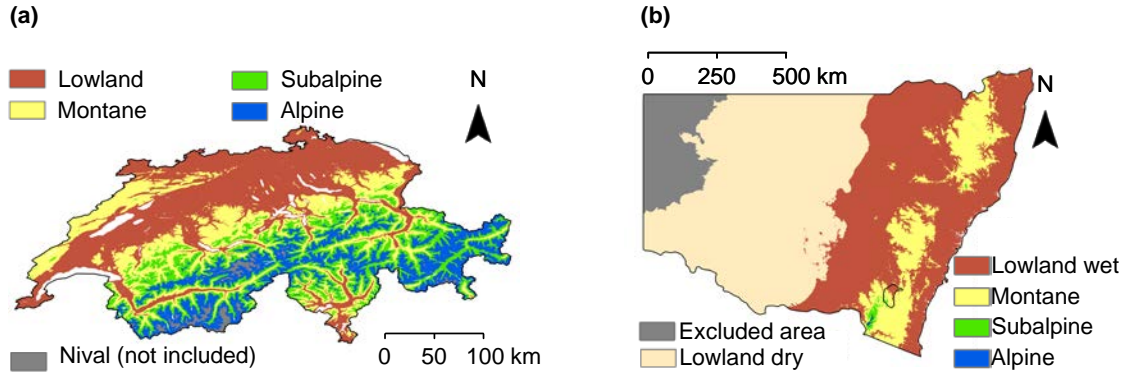 (a)
Lowland
Montane
Subalpine
Alpine
N
Nival (not included)
0 50 100 km
(b)
0 250 500 km
N
Excluded area
Lowland dry
Lowland wet
Montane
Subalpine
Alpine